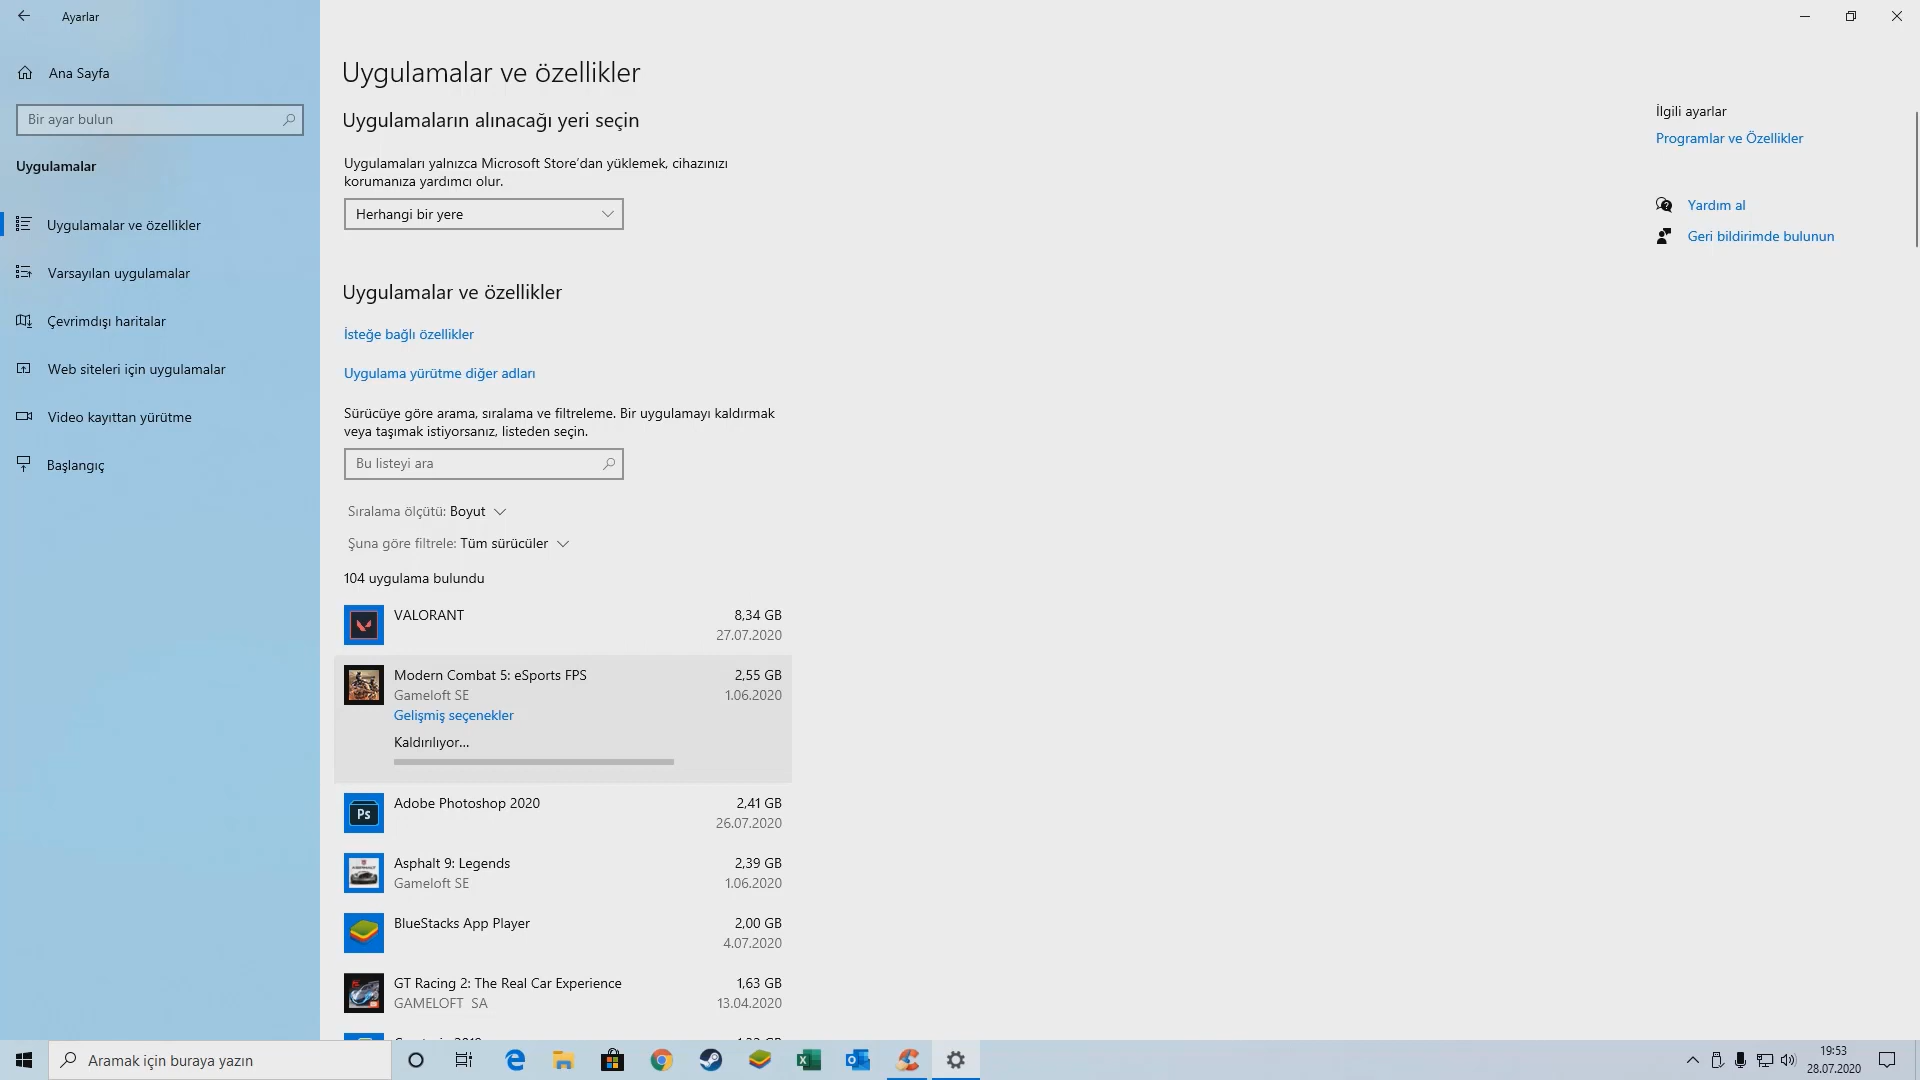 Ayarlar
Ana Sayfa
Bir ayar bulun
Uygulamalar
Uygulamalar ve özellikler
Varsayılan uygulamalar
Çevrimdışı haritalar
Web siteleri için uygulamalar
Video kayıttan yürütme
Başlangıç
Uygulamalar ve özellikler
Uygulamaların alınacağı yeri seçin
Uygulamaları yalnızca Microsoft Store'dan yüklemek, cihazınızı
korumanıza yardımcı olur.
Herhangi bir yere
Uygulamalar ve özellikler
İsteğe bağlı özellikler
Uygulama yürütme diğer adları
Sürücüye göre arama, sıralama ve filtreleme. Bir uygulamayı kaldırmak
veya taşımak istiyorsanız, listeden seçin.
Bu listeyi ara
Sıralama ölçütü: Boyut
Şuna göre filtrele: Tüm sürücüler
104 uygulama bulundu
VALORANT 8,34 GB
27.07.2020
Modern Combat 5: eSports FPS 2,55 GB
Gameloft SE 1.06.2020
Gelişmiş seçenekler
Kaldırılıyor...
Ps
Adobe Photoshop 2020 2,41 GB
26.07.2020
Asphalt 9: Legends 2,39 GB
Gameloft SE 1.06.2020
BlueStacks App Player 2,00 GB
4.07.2020
GT Racing 2: The Real Car Experience 1,63 GB
GAMELOFT SA 13.04.2020
İlgili ayarlar
Programlar ve Özellikler
Yardım al
Geri bildirimde bulunun
Aramak için buraya yazın
19:53
28.07.2020